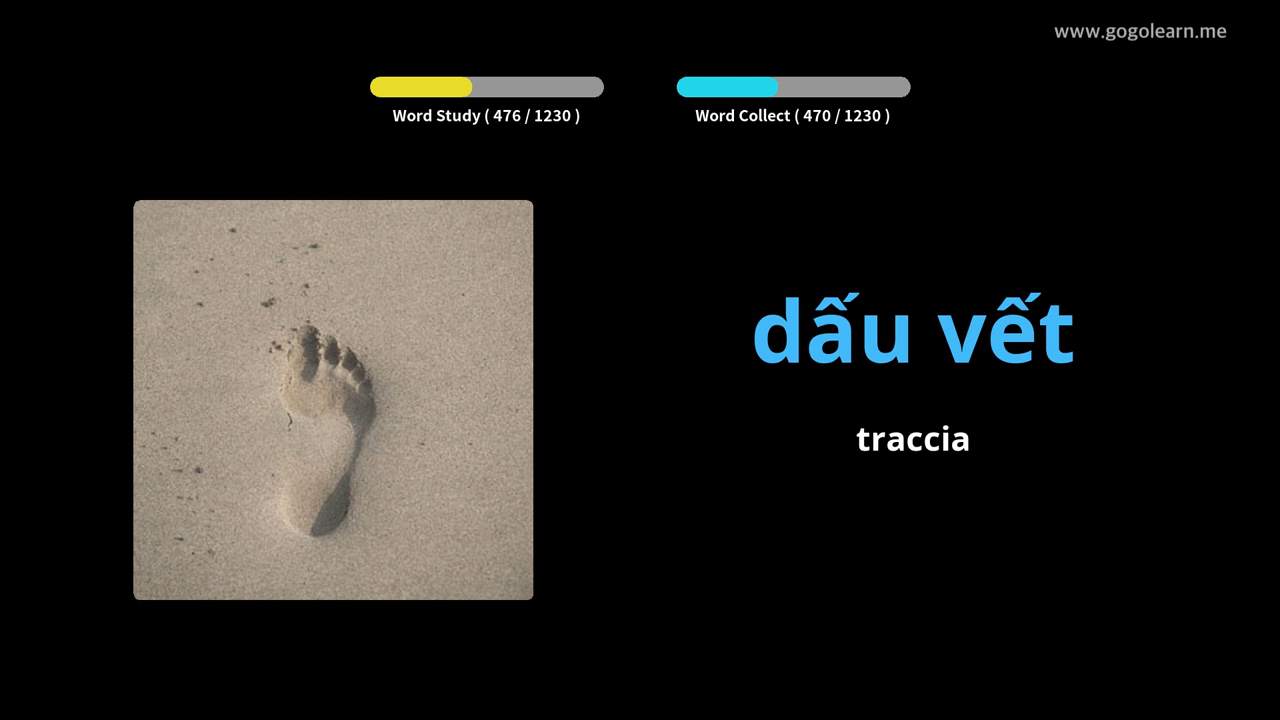 www.gogolearn.me
Word Study ( 476 / 1230 )
Word Collect ( 470 / 1230 )
dấu vết
traccia